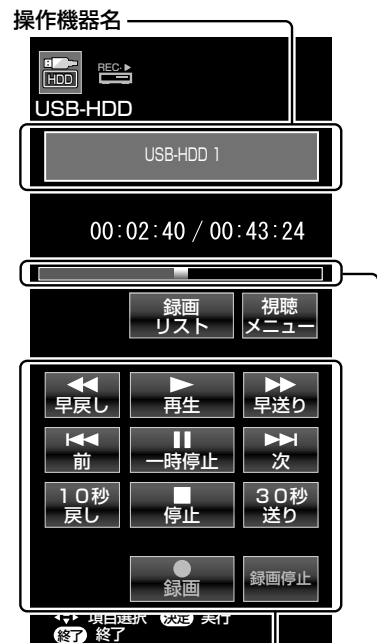 操作機器名
HDD
REC
USB-HDD
USB-HDD 1
00:02:40 / 00:43:24
録画
リスト
視聴
メニュー
早戻し
再生
早送り
前
一時停止
次
１０秒
戻し
停止
３０秒
送り
録画
録画停止
項目選択 決定 実行
終了 終了